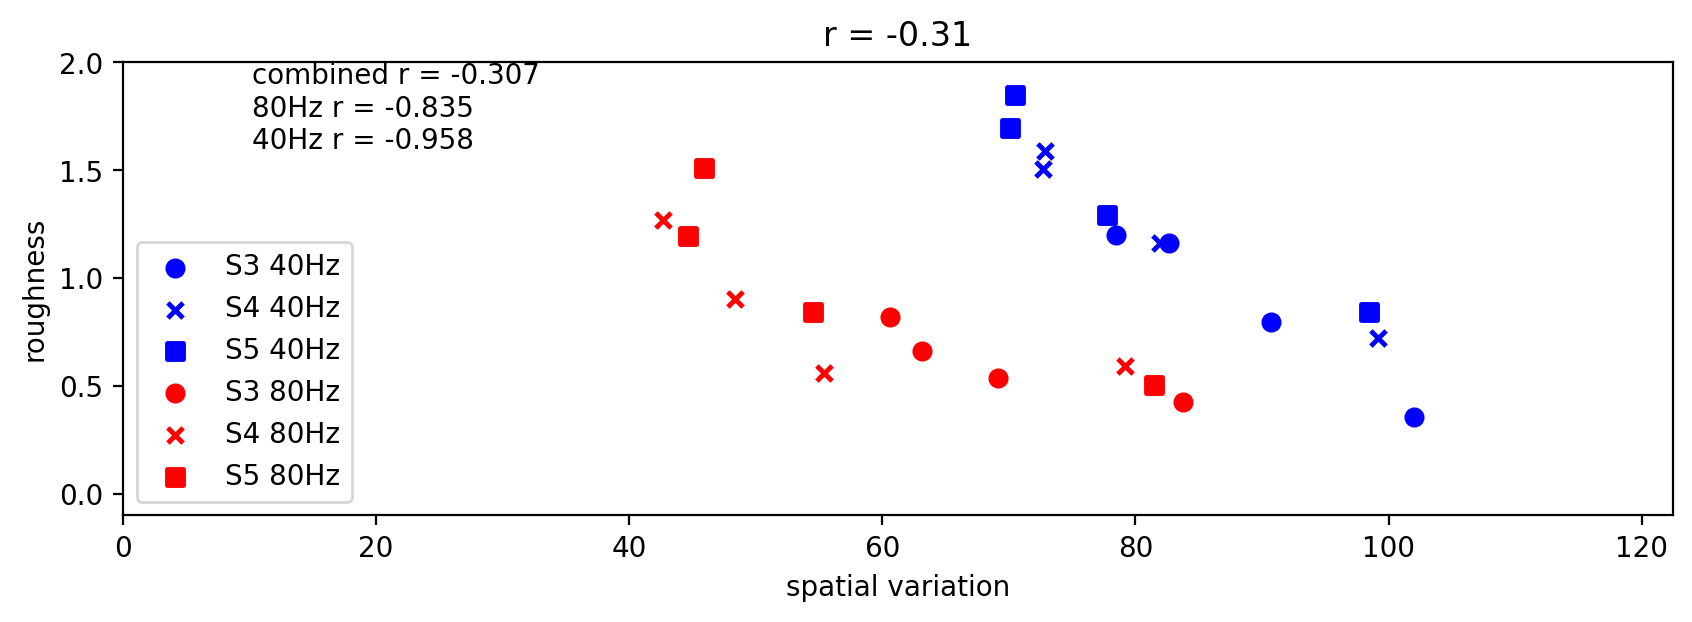 r = -0.31
combined r = -0.307
80Hz r = -0.835
40Hz r = -0.958
2.0
1.5
1.0
0.5
0.0
roughness
S3 40Hz
S4 40Hz
S5 40Hz
S3 80Hz
S4 80Hz
S5 80Hz
0 20 40 60 80 100 120
spatial variation